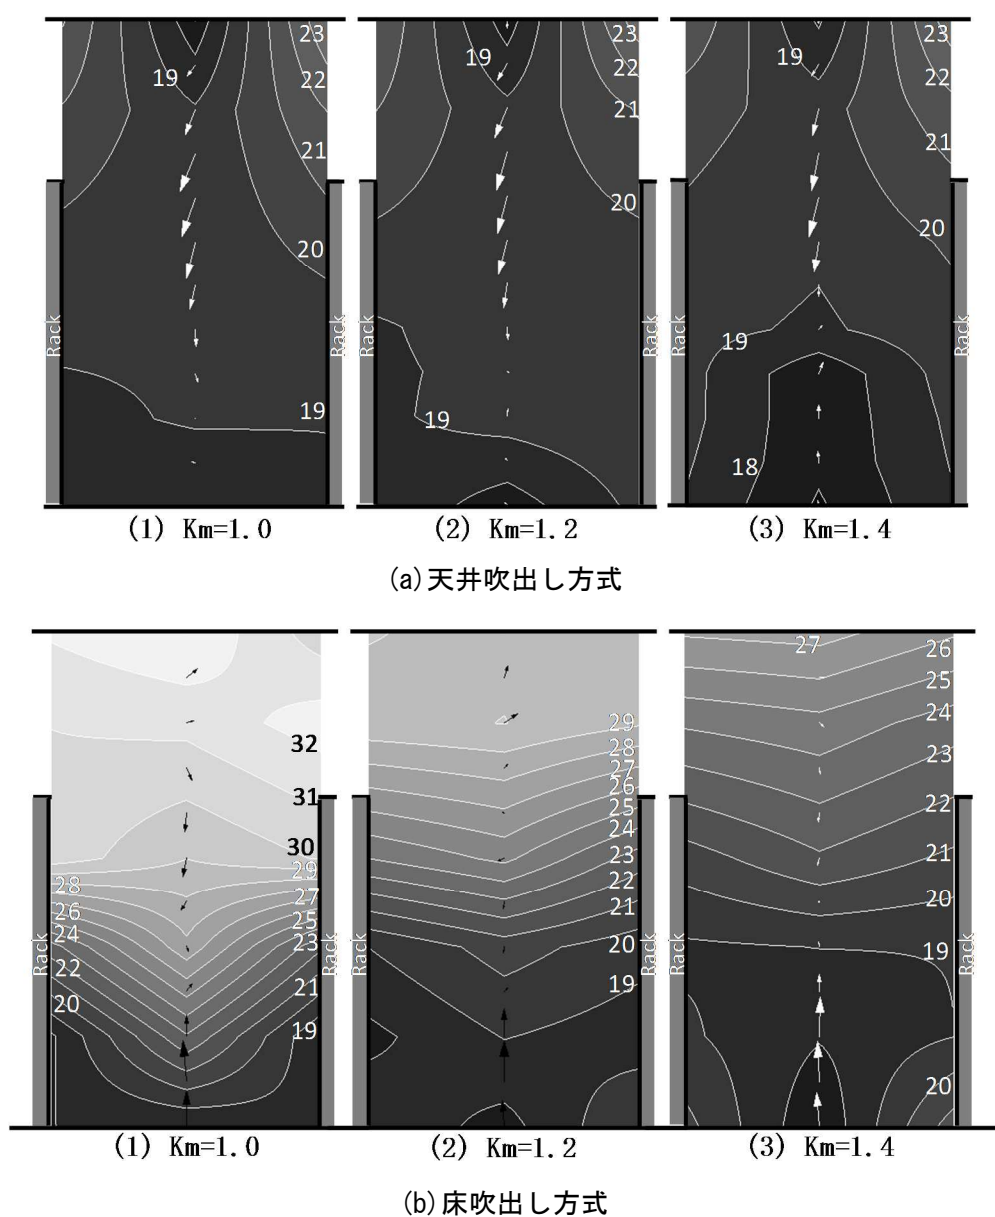 23 23 23
19 19 19
22 22 22
21 21 21
20 20 20
Rack Rack Rack Rack Rack Rack
19 19 19
18
(1) Km=1.0 (2) Km=1.2 (3) Km=1.4
(a)天井吹出し方式
27 26
25
24
29
32 28 23
27
26
31 25 22
24
30 23 21
29
28 27 22 20
26 25 21
24 23 20 19
Rack Rack Rack Rack Rack Rack
22 21 19
20 19
20
(1) Km=1.0 (2) Km=1.2 (3) Km=1.4
(b)床吹出し方式